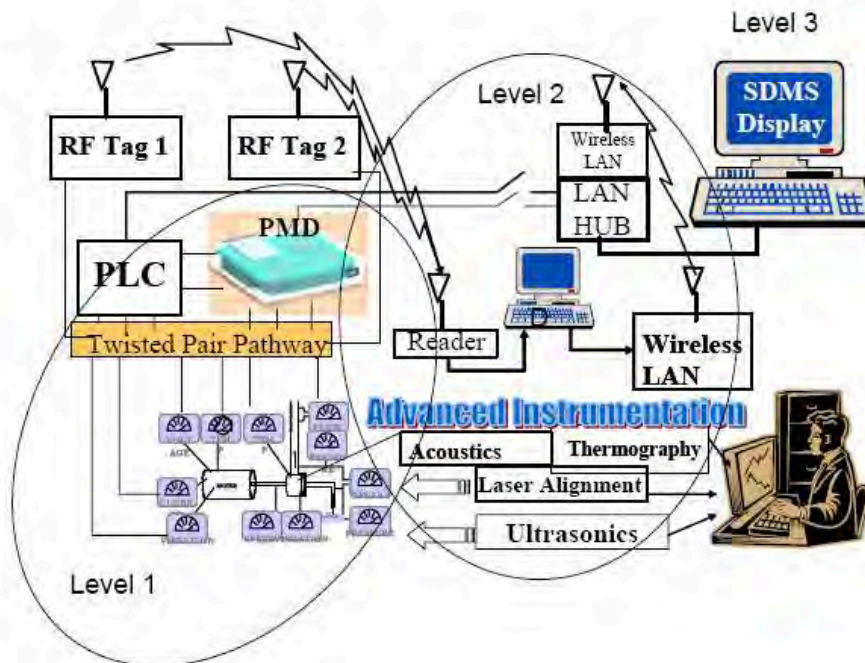 Level 3
Level 2
SDMS
Display
RF Tag 1
RF Tag 2
Wireless
LAN
LAN
HUB
PMD
PLC
Twisted Pair Pathway
Reader
Wireless
LAN
Advanced Instrumentation
Acoustics
Thermography
Laser Alignment
Ultrasonics
Level 1